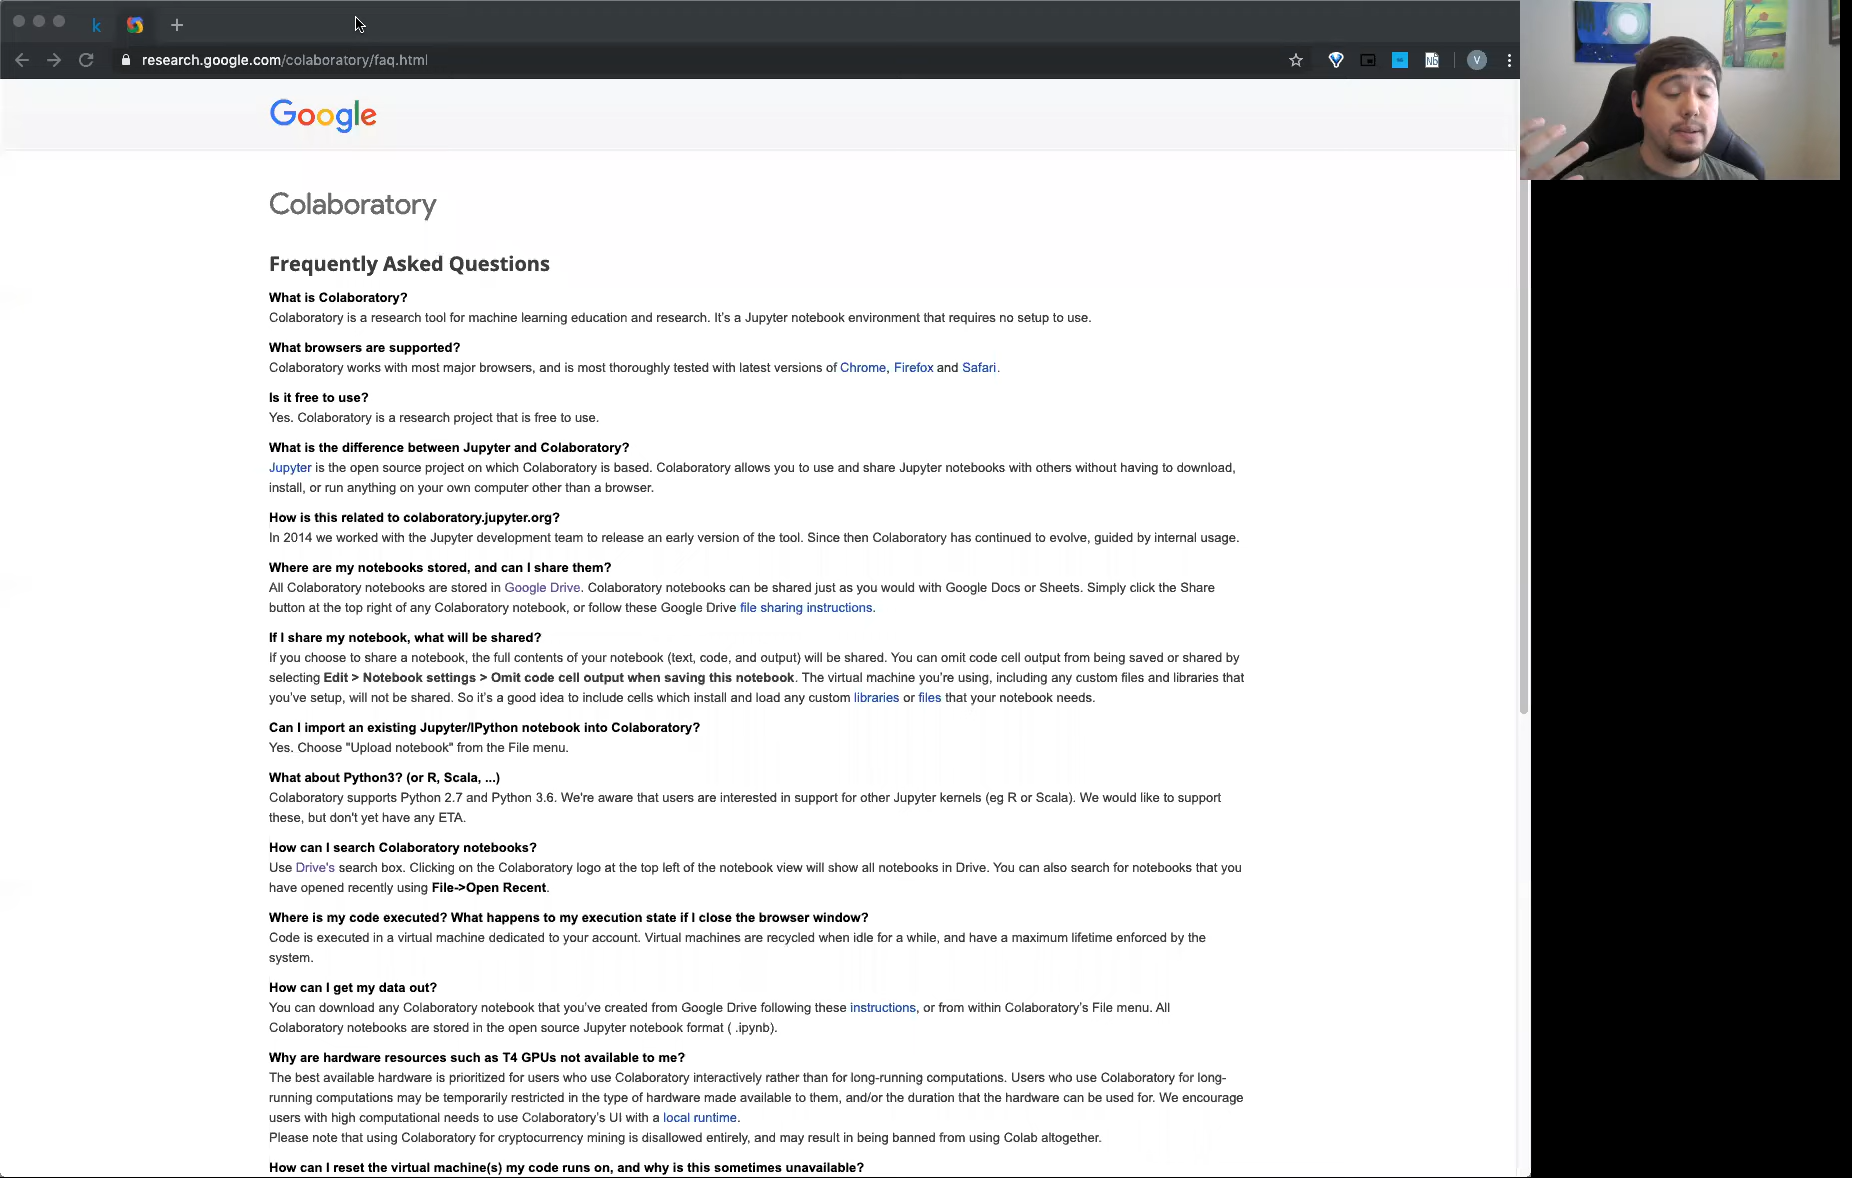 k
research.google.com/colaboratory/faq.html
V
Google
Colaboratory
Frequently Asked Questions
What is Colaboratory?
Colaboratory is a research tool for machine learning education and research. It’s a Jupyter notebook environment that requires no setup to use.
What browsers are supported?
Colaboratory works with most major browsers, and is most thoroughly tested with latest versions of Chrome, Firefox and Safari.
Is it free to use?
Yes. Colaboratory is a research project that is free to use.
What is the difference between Jupyter and Colaboratory?
Jupyter is the open source project on which Colaboratory is based. Colaboratory allows you to use and share Jupyter notebooks with others without having to download,
install, or run anything on your own computer other than a browser.
How is this related to colaboratory.jupyter.org?
In 2014 we worked with the Jupyter development team to release an early version of the tool. Since then Colaboratory has continued to evolve, guided by internal usage.
Where are my notebooks stored, and can I share them?
All Colaboratory notebooks are stored in Google Drive. Colaboratory notebooks can be shared just as you would with Google Docs or Sheets. Simply click the Share
button at the top right of any Colaboratory notebook, or follow these Google Drive file sharing instructions.
If I share my notebook, what will be shared?
If you choose to share a notebook, the full contents of your notebook (text, code, and output) will be shared. You can omit code cell output from being saved or shared by
selecting Edit > Notebook settings > Omit code cell output when saving this notebook. The virtual machine you’re using, including any custom files and libraries that
you’ve setup, will not be shared. So it’s a good idea to include cells which install and load any custom libraries or files that your notebook needs.
Can I import an existing Jupyter/IPython notebook into Colaboratory?
Yes. Choose "Upload notebook" from the File menu.
What about Python3? (or R, Scala, ...)
Colaboratory supports Python 2.7 and Python 3.6. We're aware that users are interested in support for other Jupyter kernels (eg R or Scala). We would like to support
these, but don't yet have any ETA.
How can I search Colaboratory notebooks?
Use Drive's search box. Clicking on the Colaboratory logo at the top left of the notebook view will show all notebooks in Drive. You can also search for notebooks that you
have opened recently using File->Open Recent.
Where is my code executed? What happens to my execution state if I close the browser window?
Code is executed in a virtual machine dedicated to your account. Virtual machines are recycled when idle for a while, and have a maximum lifetime enforced by the
system.
How can I get my data out?
You can download any Colaboratory notebook that you’ve created from Google Drive following these instructions, or from within Colaboratory’s File menu. All
Colaboratory notebooks are stored in the open source Jupyter notebook format ( .ipynb).
Why are hardware resources such as T4 GPUs not available to me?
The best available hardware is prioritized for users who use Colaboratory interactively rather than for long-running computations. Users who use Colaboratory for long-
running computations may be temporarily restricted in the type of hardware made available to them, and/or the duration that the hardware can be used for. We encourage
users with high computational needs to use Colaboratory’s UI with a local runtime.
Please note that using Colaboratory for cryptocurrency mining is disallowed entirely, and may result in being banned from using Colab altogether.
How can I reset the virtual machine(s) my code runs on, and why is this sometimes unavailable?